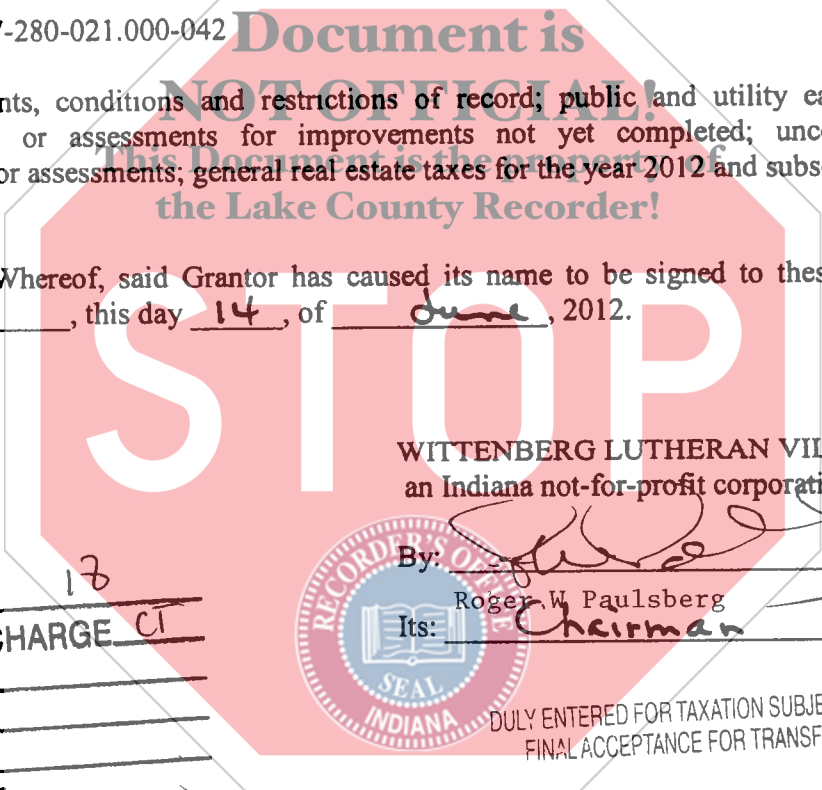 -280-021.000-042
Document is
NOT OFFICIAL!
nts, conditions and restrictions of record; public and utility ea
or assessments for improvements not yet completed; unc
This Document is the property of
or assessments; general real estate taxes for the year 2012 and subs
the Lake County Recorder!
Whereof, said Grantor has caused its name to be signed to thes
, this day 14, of June, 2012.
STOP
WITTENBERG LUTHERAN VIL
an Indiana not-for-profit corporati
By:
Roger W Paulsberg
Its: Chairman
18
CHARGE CT
RECORDER'S OFFICE
SEAL
INDIANA
DULY ENTERED FOR TAXATION SUBJE
FINAL ACCEPTANCE FOR TRANSF